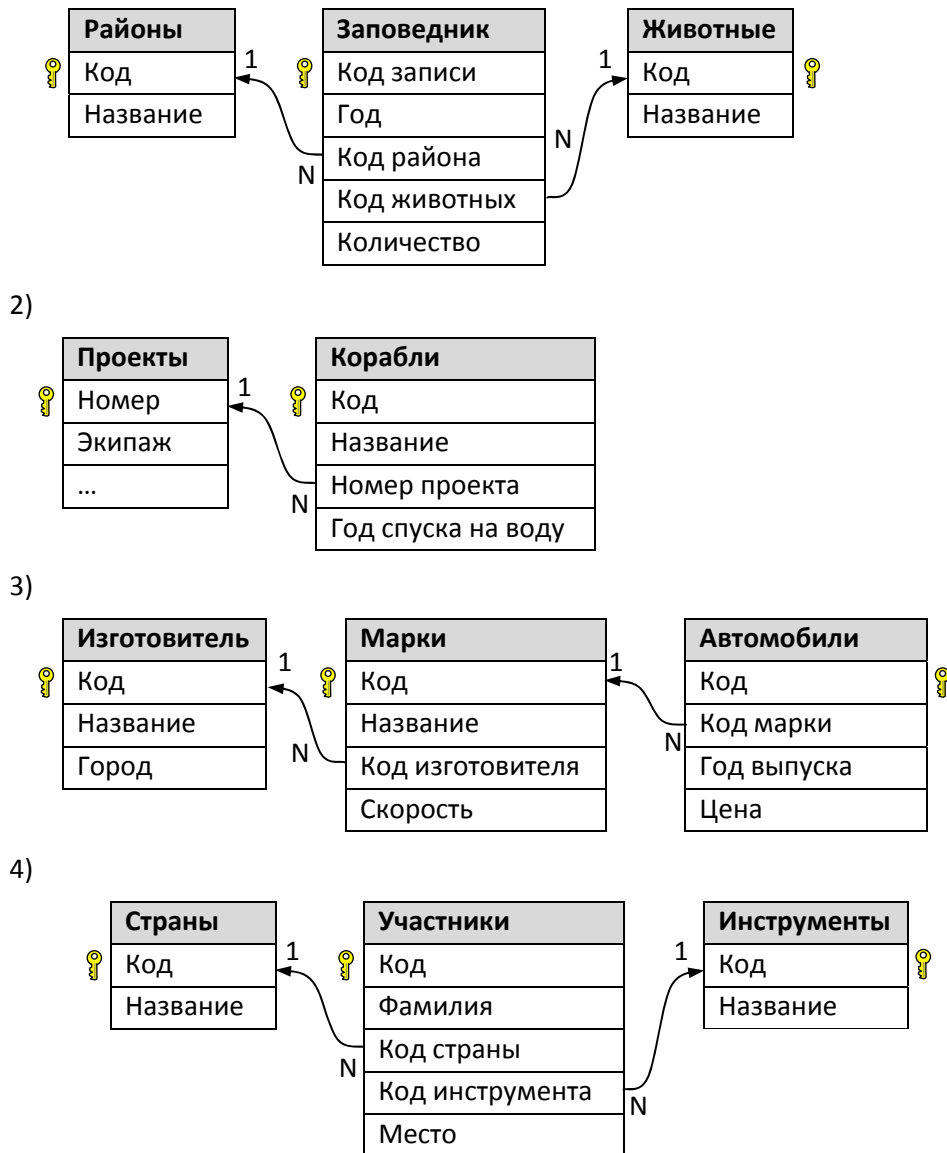 Районы
Код
Название
1
N
Заповедник
Код записи
Год
Код района
Код животных
Количество
N
1
Животные
Код
Название
2)
Проекты
Номер
Экипаж
...
1
N
Корабли
Код
Название
Номер проекта
Год спуска на воду
3)
Изготовитель
Код
Название
Город
1
N
Марки
Код
Название
Код изготовителя
Скорость
1
N
Автомобили
Код
Код марки
Год выпуска
Цена
4)
Страны
Код
Название
1
N
Участники
Код
Фамилия
Код страны
Код инструмента
Место
1
N
Инструменты
Код
Название